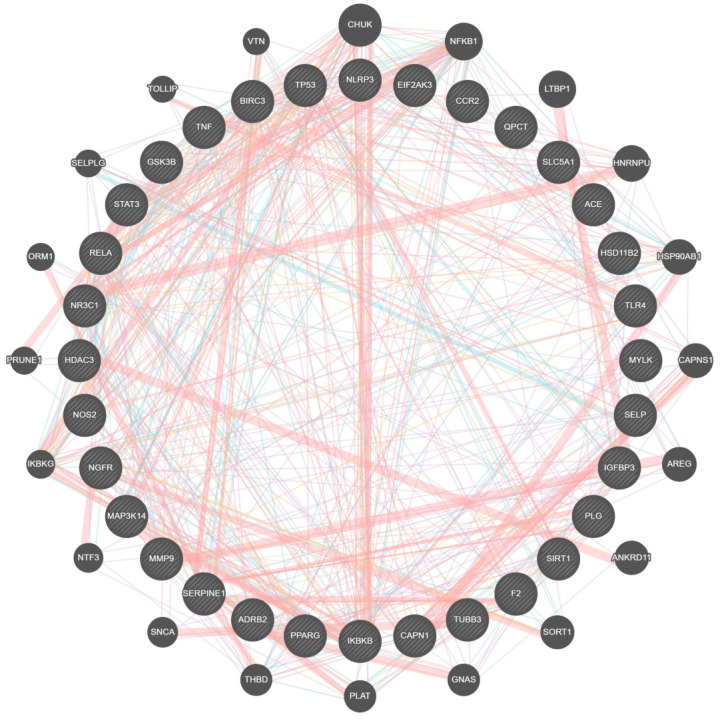 CHUK
VTN
NFKB1
TOLLIP
TP53
NLRP3
EIF2AK3
LTBP1
BIRC3
CCR2
TNF
QPCT
SELPLG
GSK3B
SLC5A1
HNRNPU
STAT3
ACE
ORM1
RELA
HSD11B2
HSP90AB1
NR3C1
TLR4
PRUNE1
HDAC3
MYLK
CAPNS1
NOS2
SELP
IKBKG
NGFR
IGFBP3
AREG
MAP3K14
PLG
NTF3
MMP9
SIRT1
ANKRD11
SERPINE1
F2
SNCA
ADRB2
TUBB3
SORT1
PPARG
IKBKB
CAPN1
THBD
GNAS
PLAT